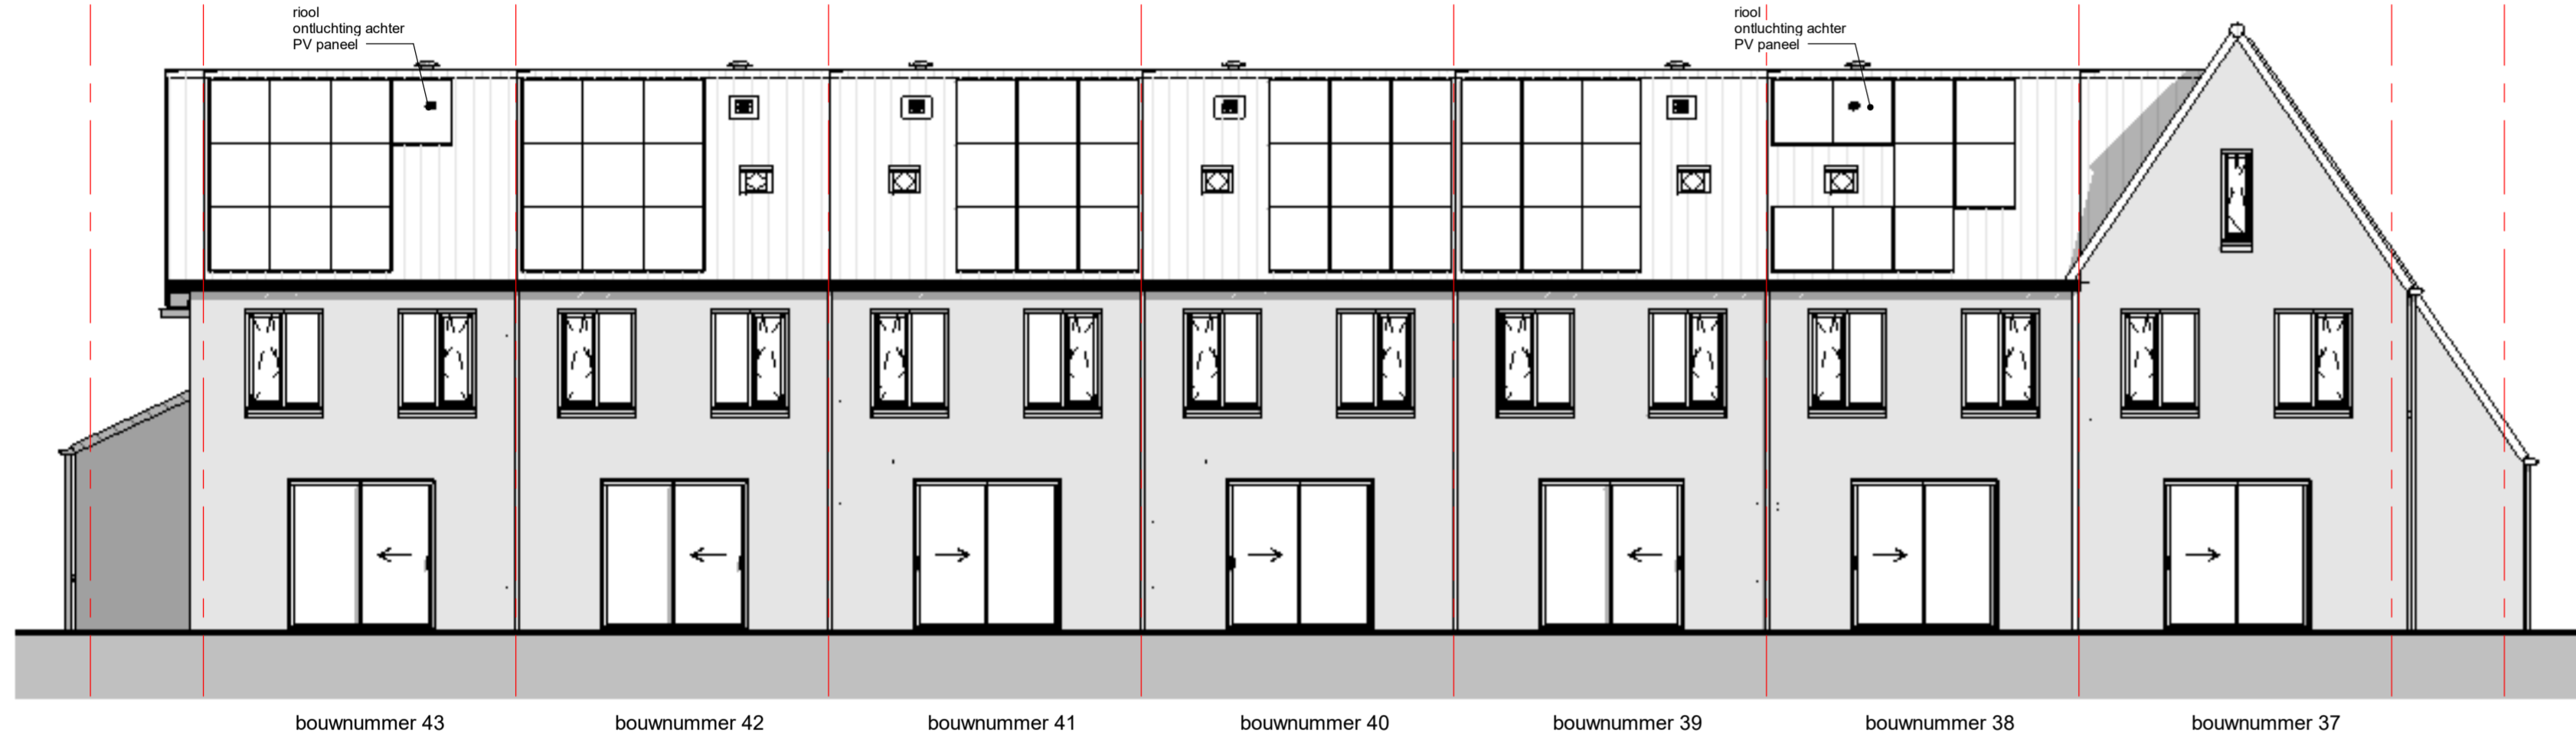 riool
ontluchting achter
PV paneel
riool
ontluchting achter
PV paneel
bouwnummer 43
bouwnummer 42
bouwnummer 41
bouwnummer 40
bouwnummer 39
bouwnummer 38
bouwnummer 37